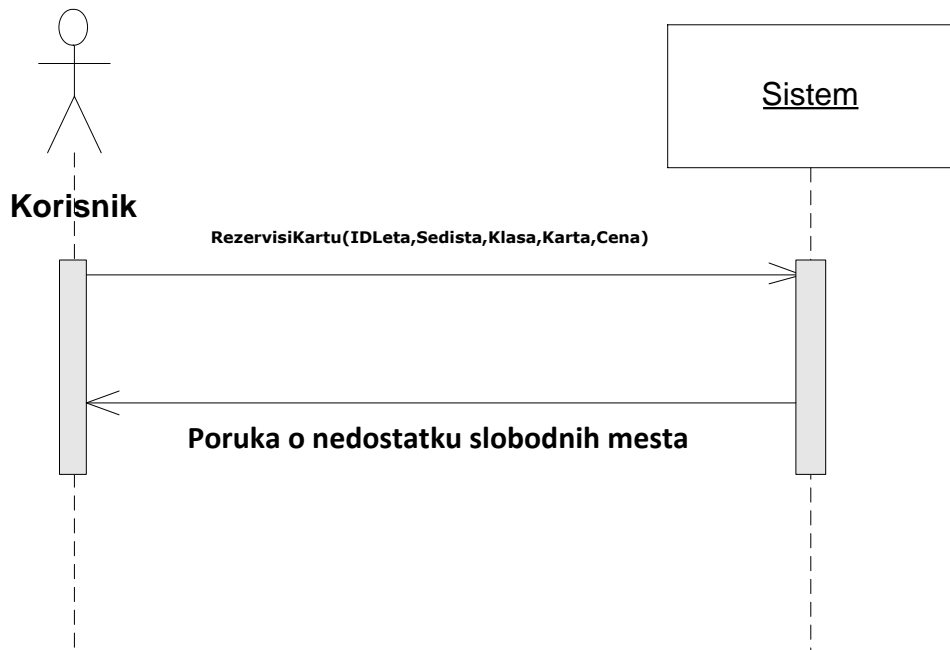 Sistem
Korisnik
RezervisiKartu(IDLeta,Sedista,Klasa,Karta,Cena)
Poruka o nedostatku slobodnih mesta